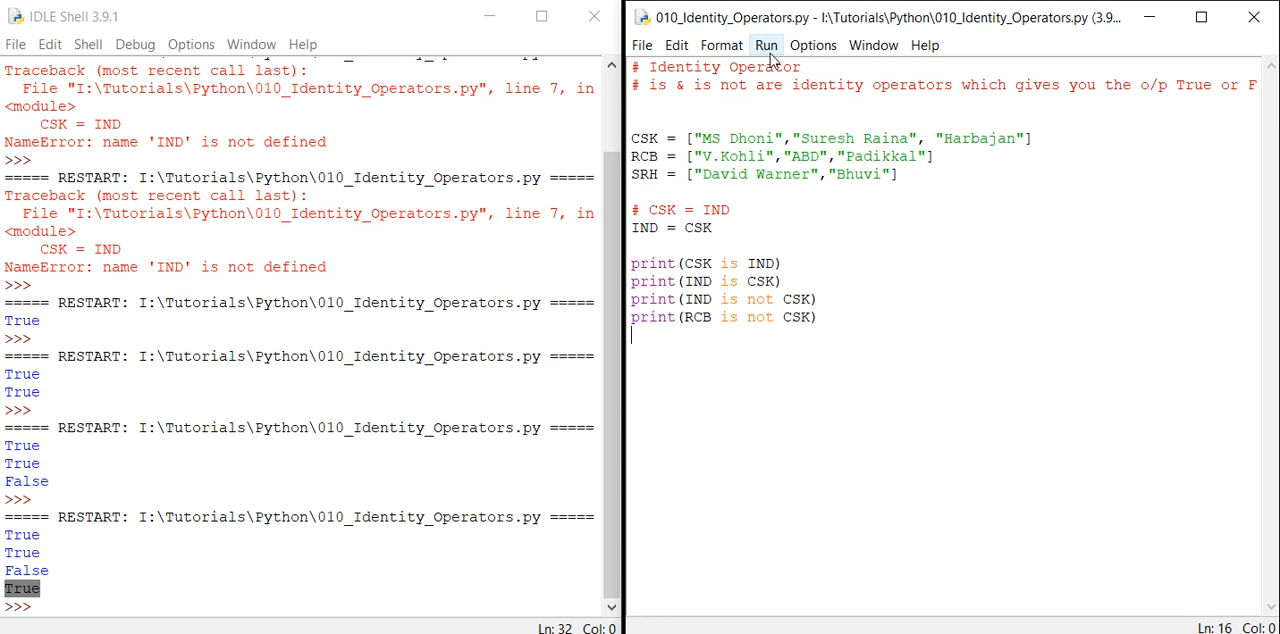 IDLE Shell 3.9.1
File Edit Shell Debug Options Window Help
Traceback (most recent call last):
File "I:\Tutorials\Python\010_Identity_Operators.py", line 7, in
<module>
CSK = IND
NameError: name 'IND' is not defined
>>>
===== RESTART: I:\Tutorials\Python\010_Identity_Operators.py =====
Traceback (most recent call last):
File "I:\Tutorials\Python\010_Identity_Operators.py", line 7, in
<module>
CSK = IND
NameError: name 'IND' is not defined
>>>
===== RESTART: I:\Tutorials\Python\010_Identity_Operators.py =====
True
>>>
===== RESTART: I:\Tutorials\Python\010_Identity_Operators.py =====
True
True
>>>
===== RESTART: I:\Tutorials\Python\010_Identity_Operators.py =====
True
True
False
>>>
===== RESTART: I:\Tutorials\Python\010_Identity_Operators.py =====
True
True
False
True
>>>
Ln: 32 Col: 0
010_Identity_Operators.py - I:\Tutorials\Python\010_Identity_Operators.py (3.9...
File Edit Format Run Options Window Help
# Identity Operator
# is & is not are identity operators which gives you the o/p True or F
CSK = ["MS Dhoni","Suresh Raina", "Harbajan"]
RCB = ["V.Kohli","ABD","Padikkal"]
SRH = ["David Warner","Bhuvi"]
# CSK = IND
IND = CSK
print(CSK is IND)
print(IND is CSK)
print(IND is not CSK)
print(RCB is not CSK)
Ln: 16 Col: 0